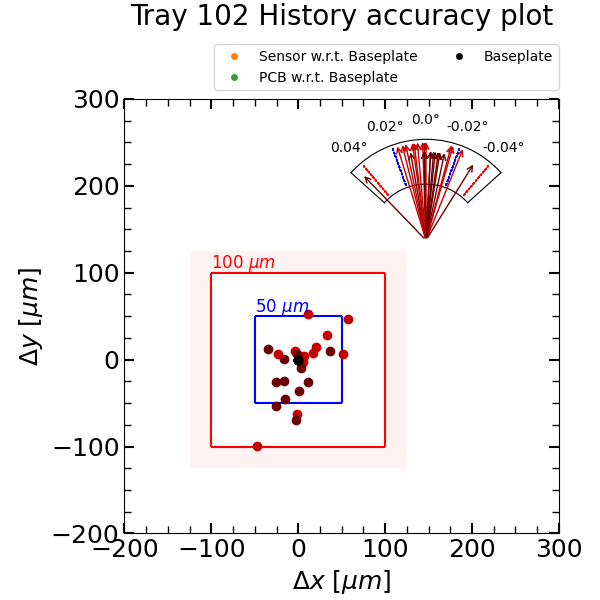 Tray 102 History accuracy plot
Sensor w.r.t. Baseplate
PCB w.r.t. Baseplate
Baseplate
0.04°
0.02°
0.0°
-0.02°
-0.04°
100 μm
50 μm
300
200
100
0
−100
−200
−200
−100
0
100
200
300
Δy [μm]
Δx [μm]